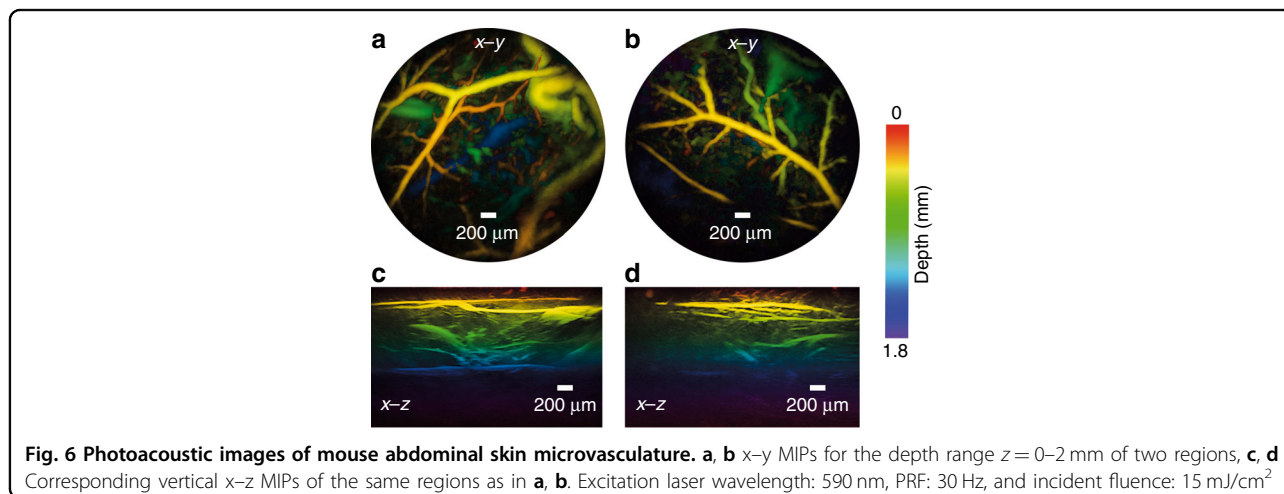 a
x–y
200 μm
b
x–y
200 μm
0
Depth (mm)
1.8
c
x–z
200 μm
d
x–z
200 μm
Fig. 6 Photoacoustic images of mouse abdominal skin microvasculature. a, b x–y MIPs for the depth range z = 0–2 mm of two regions, c, d
Corresponding vertical x–z MIPs of the same regions as in a, b. Excitation laser wavelength: 590 nm, PRF: 30 Hz, and incident fluence: 15 mJ/cm²